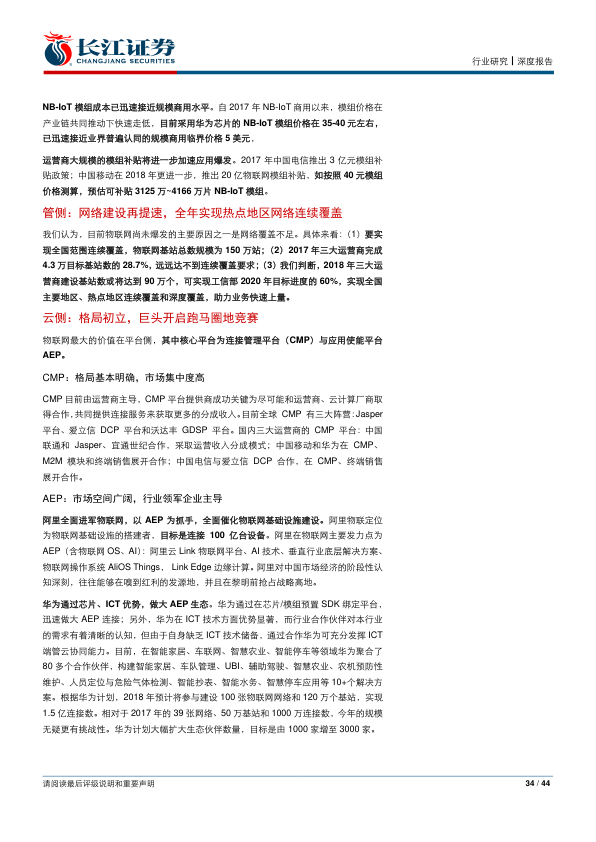 长江证券
CHANGJIANG SECURITIES
行业研究┃深度报告
NB-IoT 模组成本已迅速接近规模商用水平。自 2017 年 NB-IoT 商用以来，模组价格在
产业链共同推动下快速走低，目前采用华为芯片的 NB-IoT 模组价格在 35-40 元左右，
已迅速接近业界普遍认同的规模商用临界价格 5 美元，
运营商大规模的模组补贴将进一步加速应用爆发。2017 年中国电信推出 3 亿元模组补
贴政策；中国移动在 2018 年更进一步，推出 20 亿物联网模组补贴，如按照 40 元模组
价格测算，预估可补贴 3125 万~4166 万片 NB-IoT 模组。
管侧：网络建设再提速，全年实现热点地区网络连续覆盖
我们认为，目前物联网尚未爆发的主要原因之一是网络覆盖不足。具体来看：（1）要实
现全国范围连续覆盖，物联网基站总数规模为 150 万站；（2）2017 年三大运营商完成
4.3 万目标基站数的 28.7%，远远达不到连续覆盖要求；（3）我们判断，2018 年三大运
营商建设基站数或将达到 90 万个，可实现工信部 2020 年目标进度的 60%，实现全国
主要地区、热点地区连续覆盖和深度覆盖，助力业务快速上量。
云侧：格局初立，巨头开启跑马圈地竞赛
物联网最大的价值在平台侧，其中核心平台为连接管理平台（CMP）与应用使能平台
AEP。
CMP：格局基本明确，市场集中度高
CMP 目前由运营商主导，CMP 平台提供商成功关键为尽可能和运营商、云计算厂商取
得合作，共同提供连接服务来获取更多的分成收入。目前全球 CMP 有三大阵营：Jasper
平台、爱立信 DCP 平台和沃达丰 GDSP 平台。国内三大运营商的 CMP 平台：中国
联通和 Jasper、宜通世纪合作，采取运营收入分成模式；中国移动和华为在 CMP、
M2M 模块和终端销售展开合作；中国电信与爱立信 DCP 合作，在 CMP、终端销售
展开合作。
AEP：市场空间广阔，行业领军企业主导
阿里全面进军物联网，以 AEP 为抓手，全面催化物联网基础设施建设。阿里物联定位
为物联网基础设施的搭建者，目标是连接 100 亿台设备。阿里在物联网主要发力点为
AEP（含物联网 OS、AI）：阿里云 Link 物联网平台、AI 技术、垂直行业底层解决方案、
物联网操作系统 AliOS Things， Link Edge 边缘计算。阿里对中国市场经济的阶段性认
知深刻，往往能够在嗅到红利的发源地，并且在黎明前抢占战略高地。
华为通过芯片、ICT 优势，做大 AEP 生态。华为通过在芯片/模组预置 SDK 绑定平台，
迅速做大 AEP 连接；另外，华为在 ICT 技术方面优势显著，而行业合作伙伴对本行业
的需求有着清晰的认知，但由于自身缺乏 ICT 技术储备，通过合作华为可充分发挥 ICT
端管云协同能力。目前，在智能家居、车联网、智慧农业、智能停车等领域华为聚合了
80 多个合作伙伴，构建智能家居、车队管理、UBI、辅助驾驶、智慧农业、农机预防性
维护、人员定位与危险气体检测、智能抄表、智能水务、智慧停车应用等 10+个解决方
案。根据华为计划，2018 年预计将参与建设 100 张物联网网络和 120 万个基站，实现
1.5 亿连接数。相对于 2017 年的 39 张网络、50 万基站和 1000 万连接数，今年的规模
无疑更有挑战性。华为计划大幅扩大生态伙伴数量，目标是由 1000 家增至 3000 家。
请阅读最后评级说明和重要声明
34 / 44